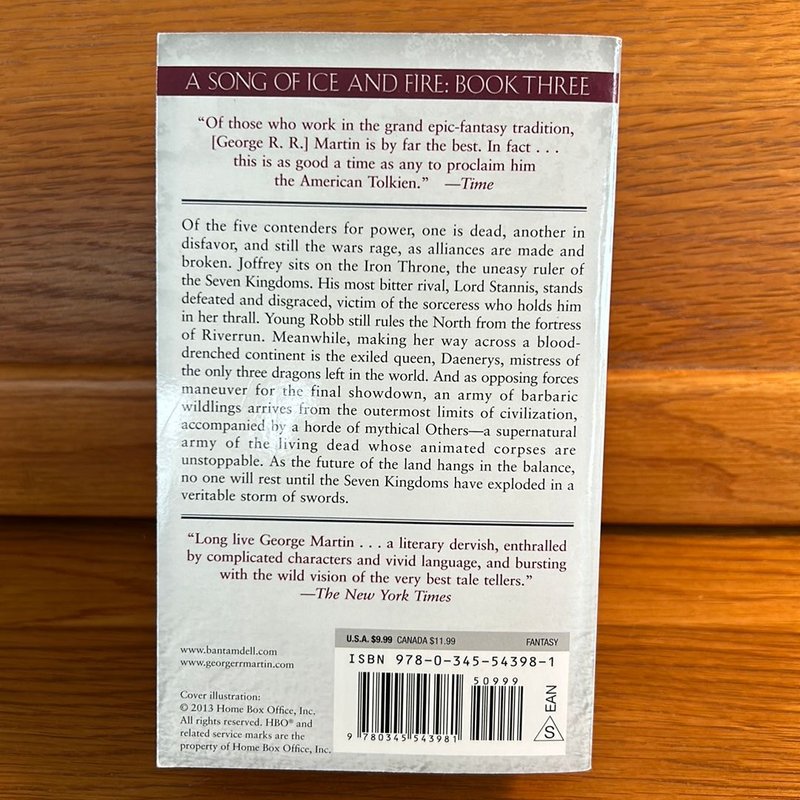 A SONG OF ICE AND FIRE: BOOK THREE
“Of those who work in the grand epic-fantasy tradition,
[George R. R.] Martin is by far the best. In fact . . .
this is as good a time as any to proclaim him
the American Tolkien.” —Time
Of the five contenders for power, one is dead, another in
disfavor, and still the wars rage, as alliances are made and
broken. Joffrey sits on the Iron Throne, the uneasy ruler of
the Seven Kingdoms. His most bitter rival, Lord Stannis, stands
defeated and disgraced, victim of the sorceress who holds him
in her thrall. Young Robb still rules the North from the fortress
of Riverrun. Meanwhile, making her way across a blood-
drenched continent is the exiled queen, Daenerys, mistress of
the only three dragons left in the world. And as opposing forces
maneuver for the final showdown, an army of barbaric
wildlings arrives from the outermost limits of civilization,
accompanied by a horde of mythical Others—a supernatural
army of the living dead whose animated corpses are
unstoppable. As the future of the land hangs in the balance,
no one will rest until the Seven Kingdoms have exploded in a
veritable storm of swords.
“Long live George Martin . . . a literary dervish, enthralled
by complicated characters and vivid language, and bursting
with the wild vision of the very best tale tellers.”
—The New York Times
www.bantamdell.com
www.georgerrmartin.com
Cover illustration:
© 2013 Home Box Office, Inc.
All rights reserved. HBO® and
related service marks are the
property of Home Box Office, Inc.
U.S.A. $9.99 CANADA $11.99 FANTASY
ISBN 978-0-345-54398-1
50999
9 780345 543981
EAN
S